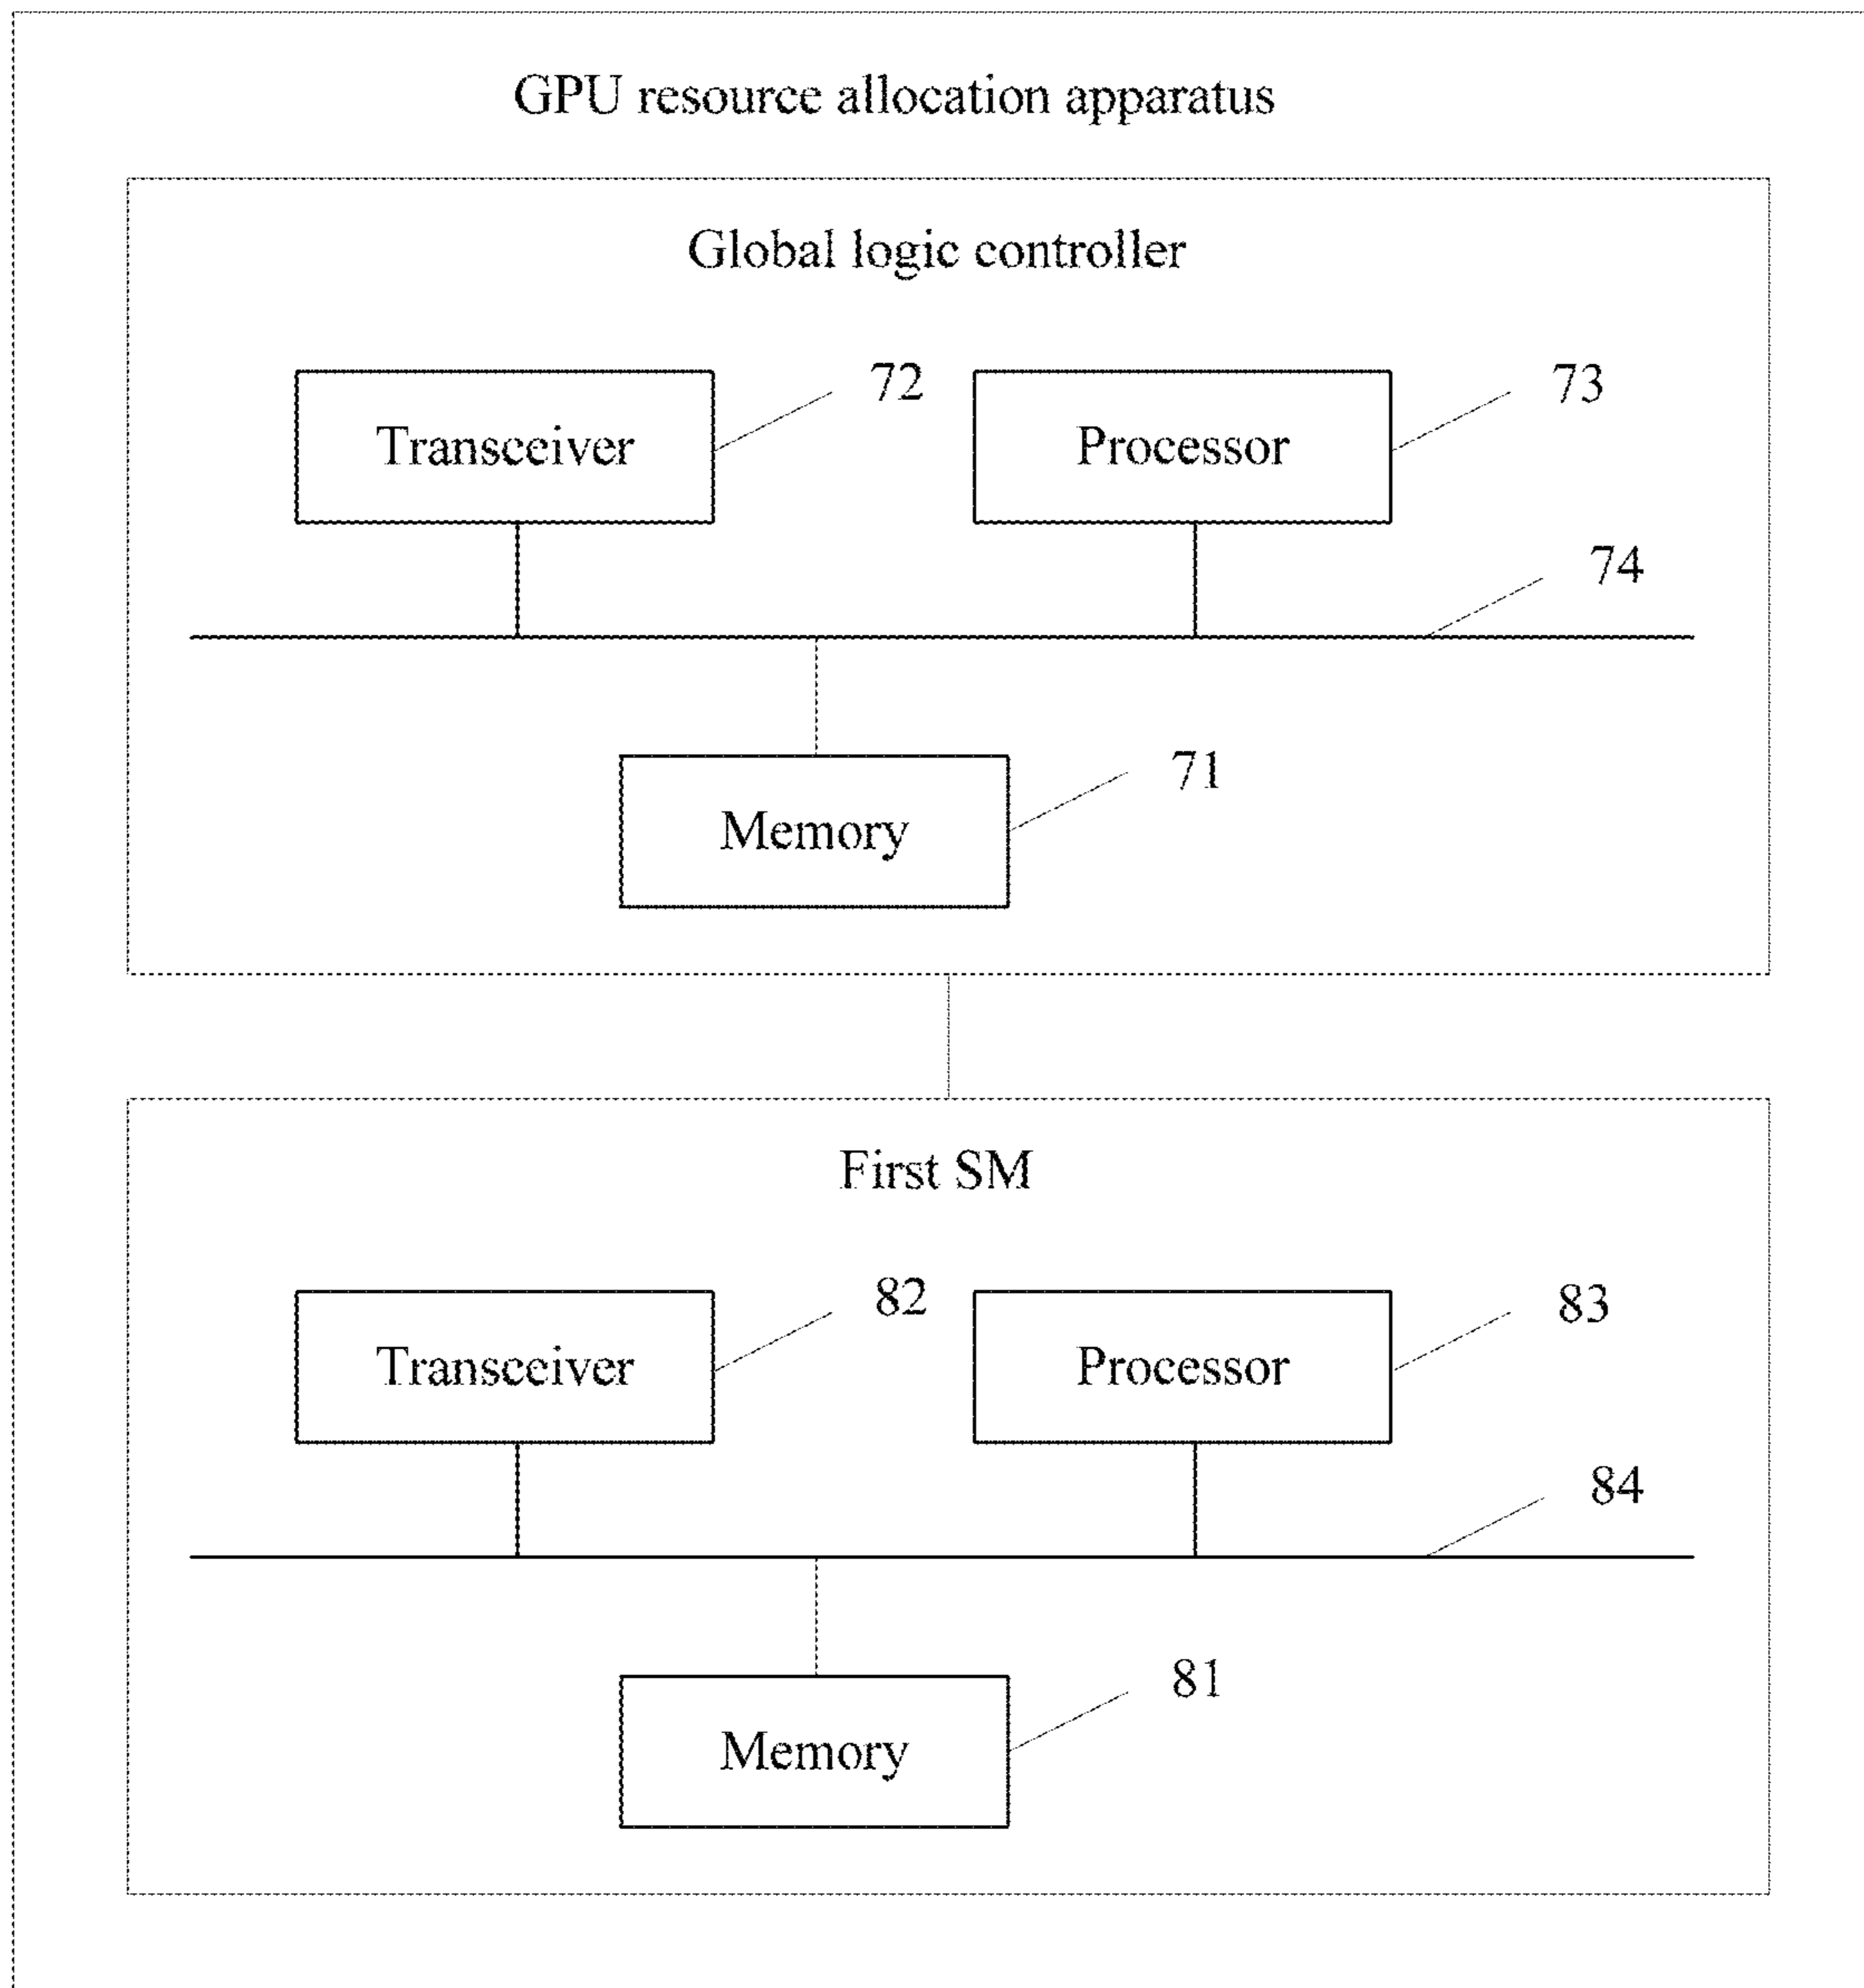 GPU resource allocation apparatus
Global logic controller
72
73
Transceiver
Processor
74
71
Memory
First SM
82
83
Transceiver
Processor
84
81
Memory